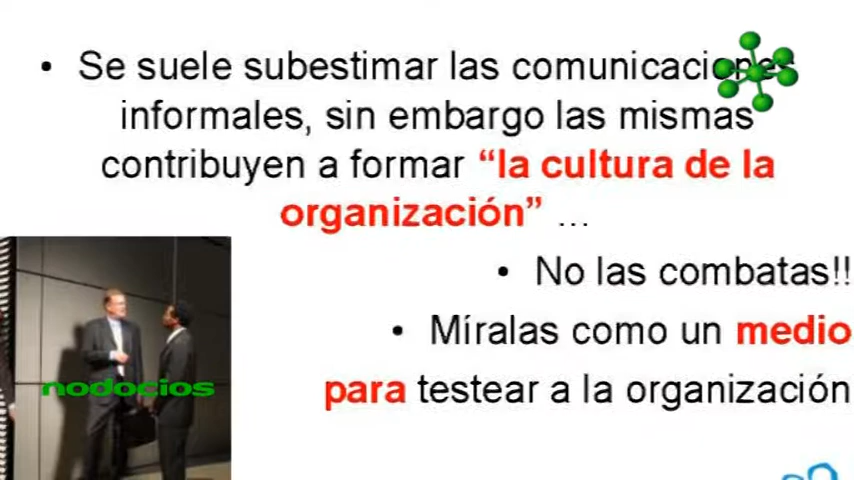 • Se suele subestimar las comunicaciones
informales, sin embargo las mismas
contribuyen a formar “la cultura de la
organización” ...
• No las combatas!!
• Míralas como un medio
para testear a la organización
nodocios